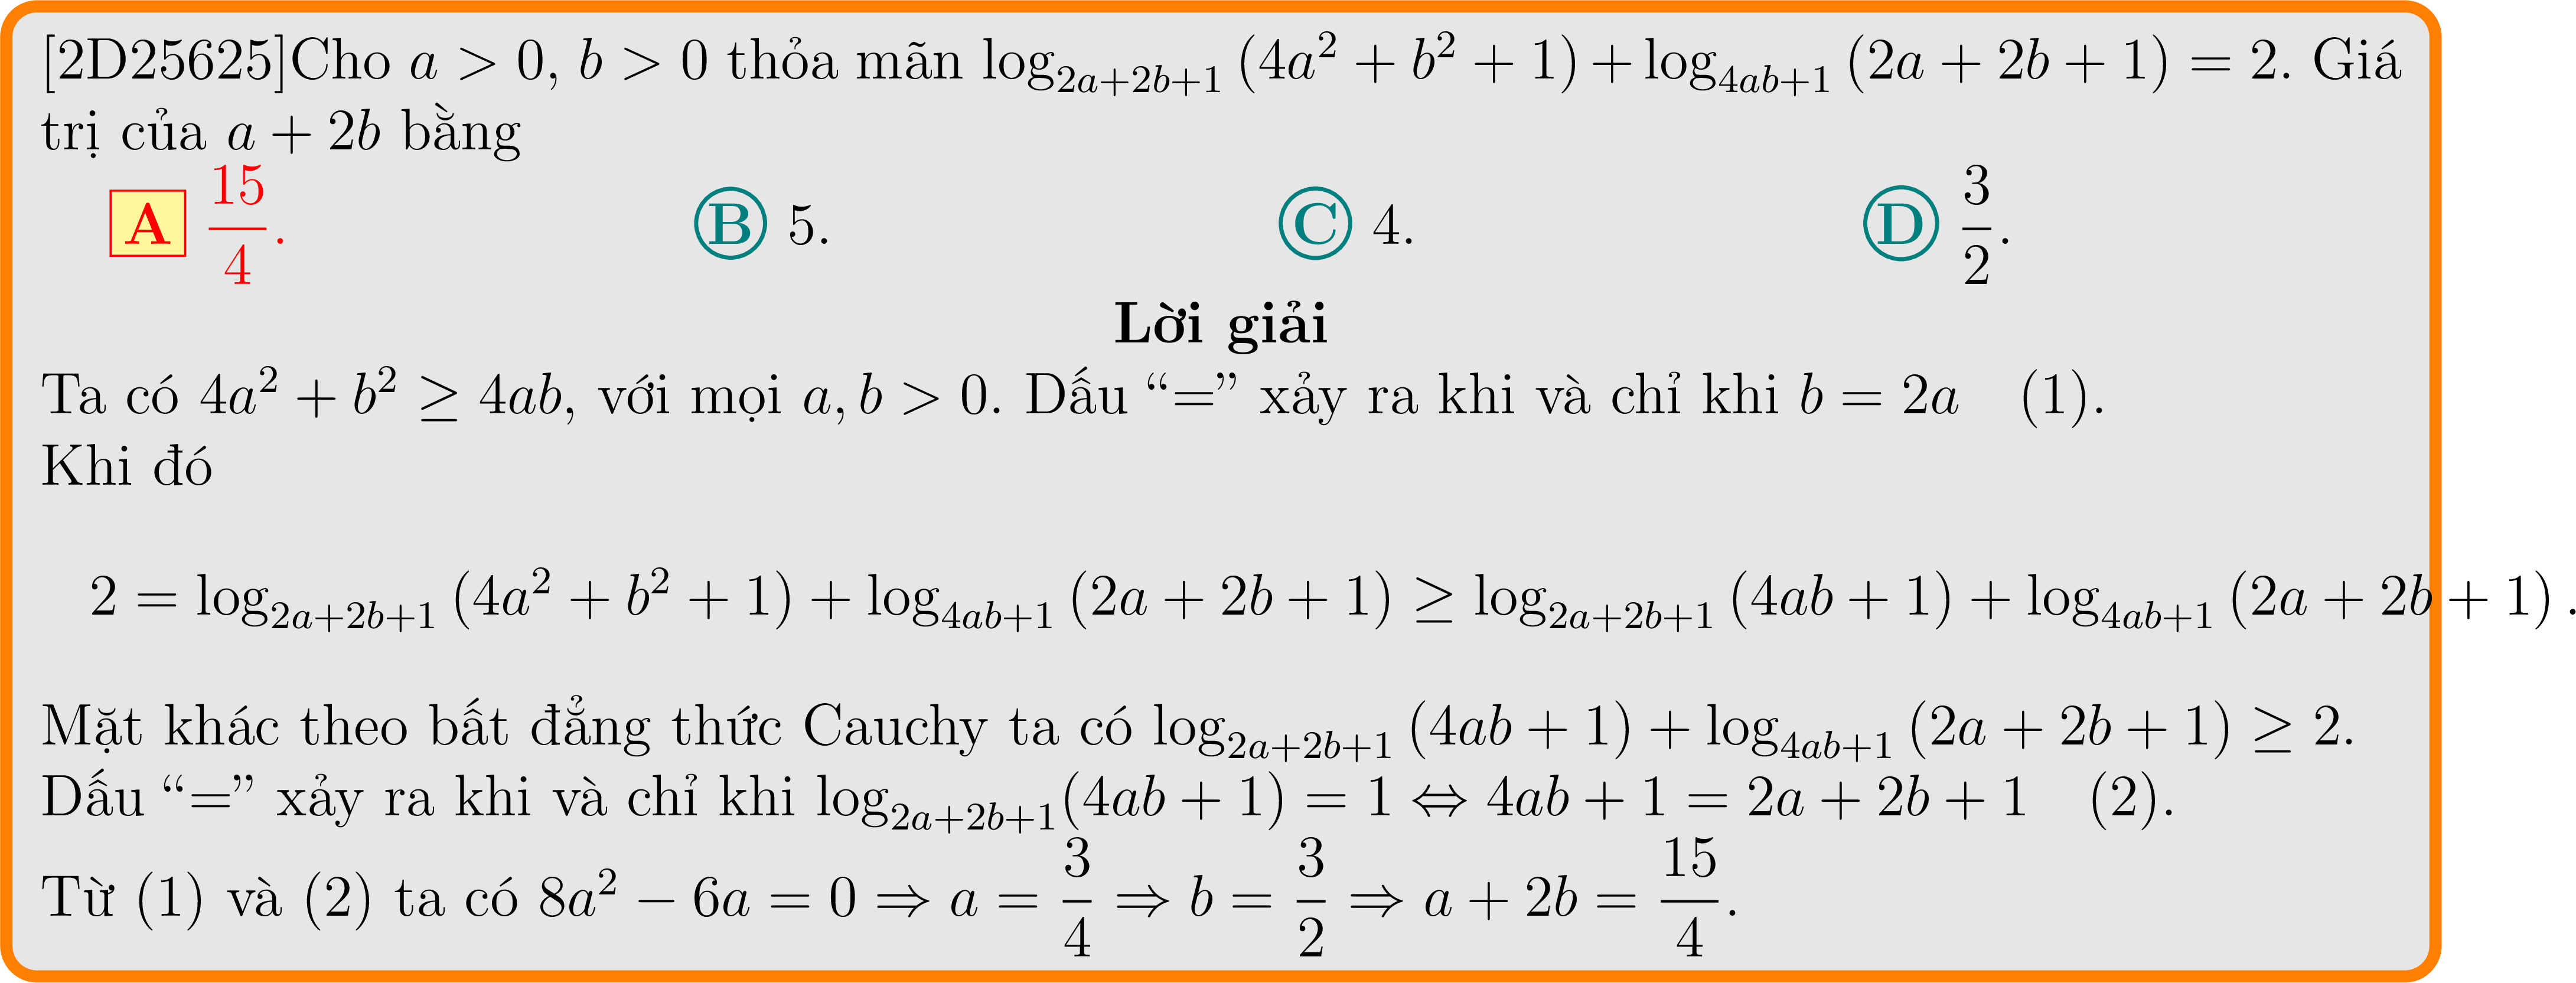 [2D25625]Cho $a > 0$, $b > 0$ thỏa mãn $\log_{2a+2b+1}(4a^2 + b^2 + 1) + \log_{4ab+1}(2a + 2b + 1) = 2$. Giá
trị của $a + 2b$ bằng
A $\dfrac{15}{4}$. B 5. C 4. D $\dfrac{3}{2}$.
Lời giải
Ta có $4a^2 + b^2 \geq 4ab$, với mọi $a, b > 0$. Dấu “=” xảy ra khi và chỉ khi $b = 2a$ (1).
Khi đó
$2 = \log_{2a+2b+1}(4a^2 + b^2 + 1) + \log_{4ab+1}(2a + 2b + 1) \geq \log_{2a+2b+1}(4ab + 1) + \log_{4ab+1}(2a + 2b + 1).$
Mặt khác theo bất đẳng thức Cauchy ta có $\log_{2a+2b+1}(4ab + 1) + \log_{4ab+1}(2a + 2b + 1) \geq 2$.
Dấu “=” xảy ra khi và chỉ khi $\log_{2a+2b+1}(4ab + 1) = 1 \Leftrightarrow 4ab + 1 = 2a + 2b + 1$ (2).
Từ (1) và (2) ta có $8a^2 - 6a = 0 \Rightarrow a = \dfrac{3}{4} \Rightarrow b = \dfrac{3}{2} \Rightarrow a + 2b = \dfrac{15}{4}$.